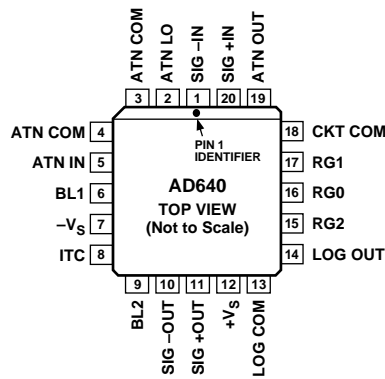 ATN COM
ATN LO
SIG –IN
SIG +IN
ATN OUT
3
2
1
20
19
ATN COM 4
ATN IN 5
BL1 6
–VS 7
ITC 8
PIN 1
IDENTIFIER
AD640
TOP VIEW
(Not to Scale)
18 CKT COM
17 RG1
16 RG0
15 RG2
14 LOG OUT
9
10
11
12
13
BL2
SIG –OUT
SIG +OUT
+VS
LOG COM